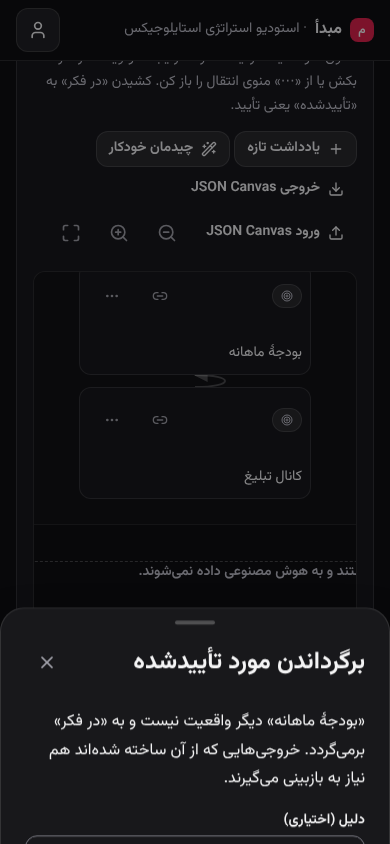 م مبدأ · استودیو استراتژی استایلوجیکس
بکش یا از «···» منوی انتقال را باز کن. کشیدن «در فکر» به
«تأییدشده» یعنی تأیید.
یادداشت تازه
چیدمان خودکار
خروجی JSON Canvas
ورود JSON Canvas
بودجهٔ ماهانه
کانال تبلیغ
تند و به هوش مصنوعی داده نمی‌شوند.
برگرداندن مورد تأییدشده
«بودجهٔ ماهانه» دیگر واقعیت نیست و به «در فکر»
برمی‌گردد. خروجی‌هایی که از آن ساخته شده‌اند هم
نیاز به بازبینی می‌گیرند.
دلیل (اختیاری)